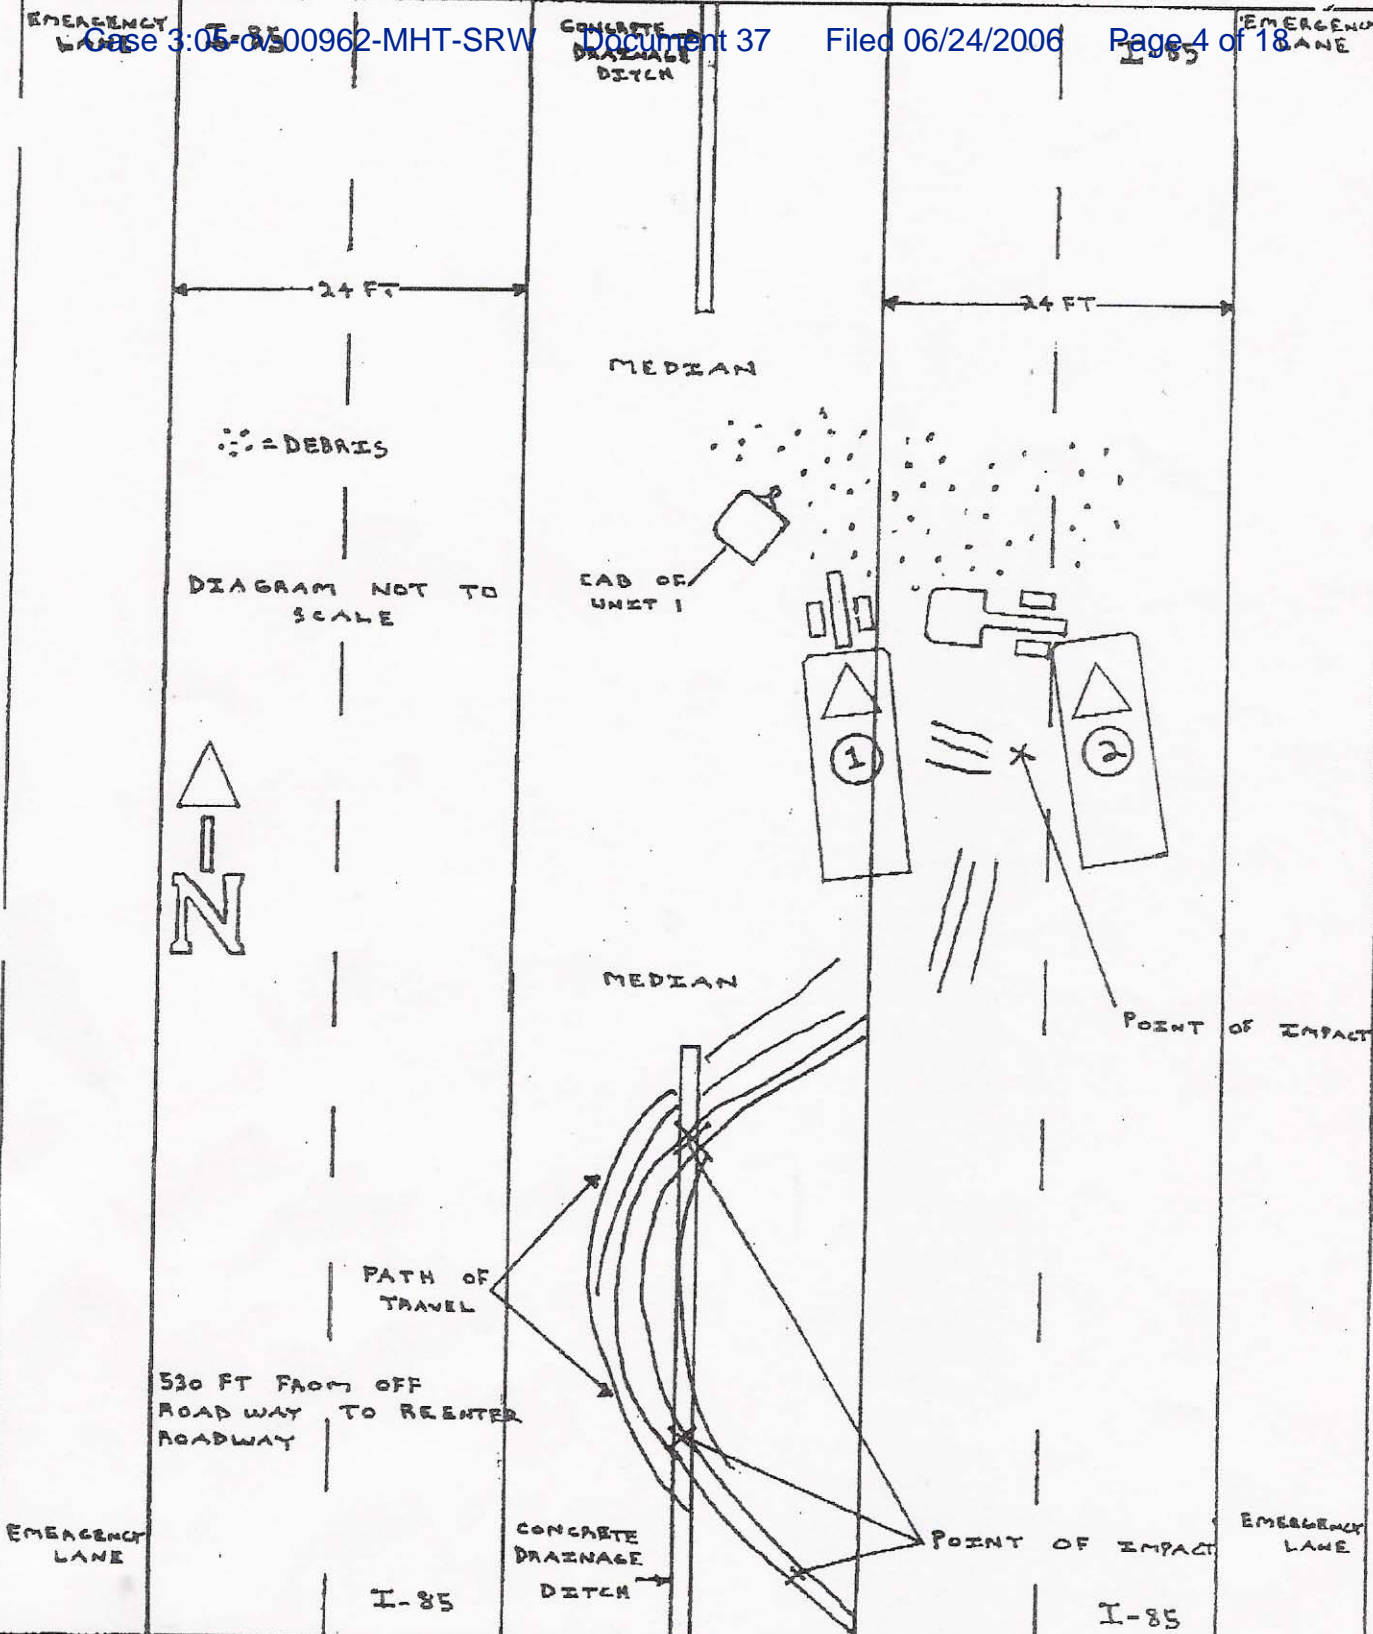 Case 3:05-cv-00962-MHT-SRW Document 37 Filed 06/24/2006 Page 4 of 18
EMERGENCY
LANE
I-85
CONCRETE
DRAINAGE
DITCH
I-85
EMERGENCY
LANE
24 FT
24 FT
MEDIAN
= DEBRIS
CAB OF
UNIT 1
DIAGRAM NOT TO
SCALE
1
2
N
MEDIAN
POINT OF IMPACT
PATH OF
TRAVEL
530 FT FROM OFF
ROAD WAY TO REENTER
ROADWAY
EMERGENCY
LANE
CONCRETE
DRAINAGE
DITCH
POINT OF IMPACT
EMERGENCY
LANE
I-85
I-85